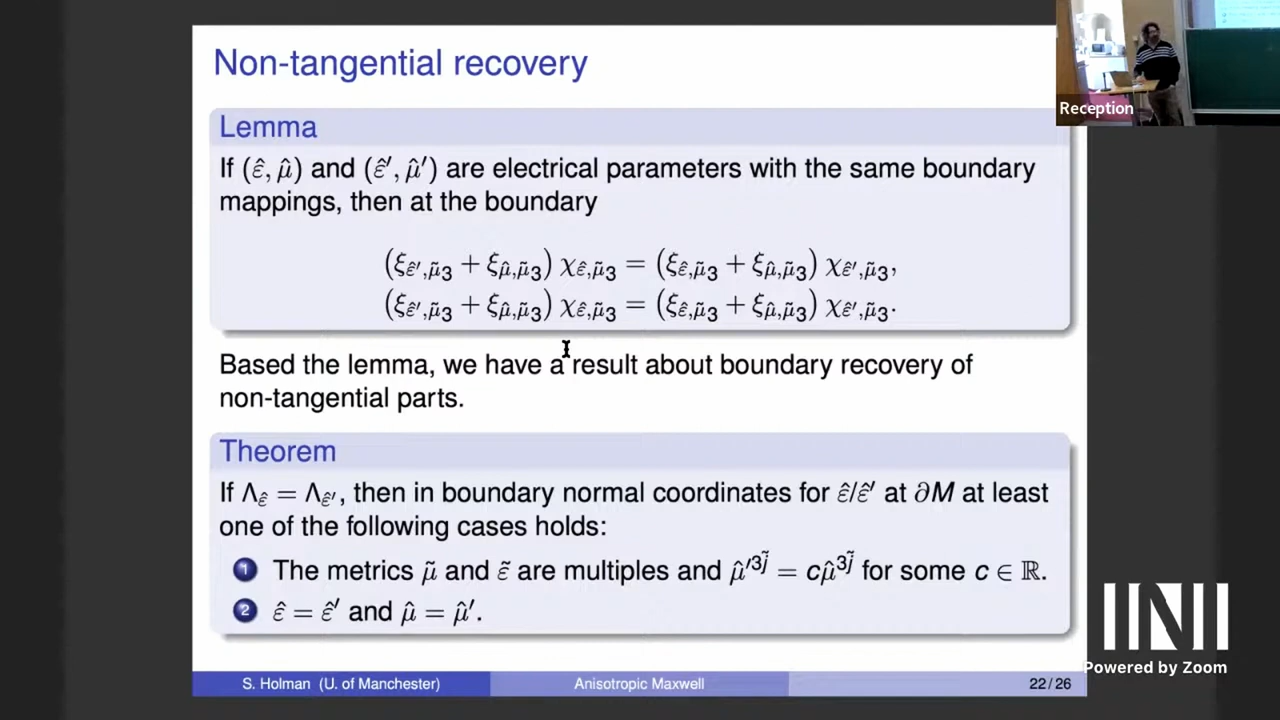 Non-tangential recovery
Lemma
If (ε̂, μ̂) and (ε̂′, μ̂′) are electrical parameters with the same boundary
mappings, then at the boundary
(ξ_{ε̂′,μ̃3} + ξ_{μ̂,μ̃3}) χ_{ε̂,μ̃3} = (ξ_{ε̂,μ̃3} + ξ_{μ̂,μ̃3}) χ_{ε̂′,μ̃3},
(ξ_{ε̂′,μ̃3} + ξ_{μ̂,μ̃3}) χ_{ε̂,μ̃3} = (ξ_{ε̂,μ̃3} + ξ_{μ̂,μ̃3}) χ_{ε̂′,μ̃3}.
Based the lemma, we have a result about boundary recovery of
non-tangential parts.
Theorem
If Λ_ε̂ = Λ_ε̂′, then in boundary normal coordinates for ε̂/ε̂′ at ∂M at least
one of the following cases holds:
1 The metrics μ̃ and ε̃ are multiples and μ̂′^{3j̃} = cμ̂^{3j̃} for some c ∈ ℝ.
2 ε̂ = ε̂′ and μ̂ = μ̂′.
S. Holman (U. of Manchester) Anisotropic Maxwell 22 / 26
Reception
INI
Powered by Zoom